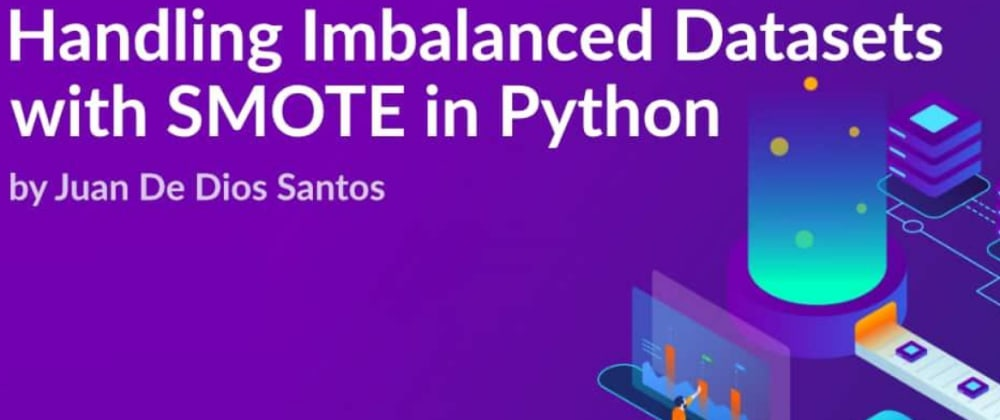 Handling Imbalanced Datasets
with SMOTE in Python
by Juan De Dios Santos